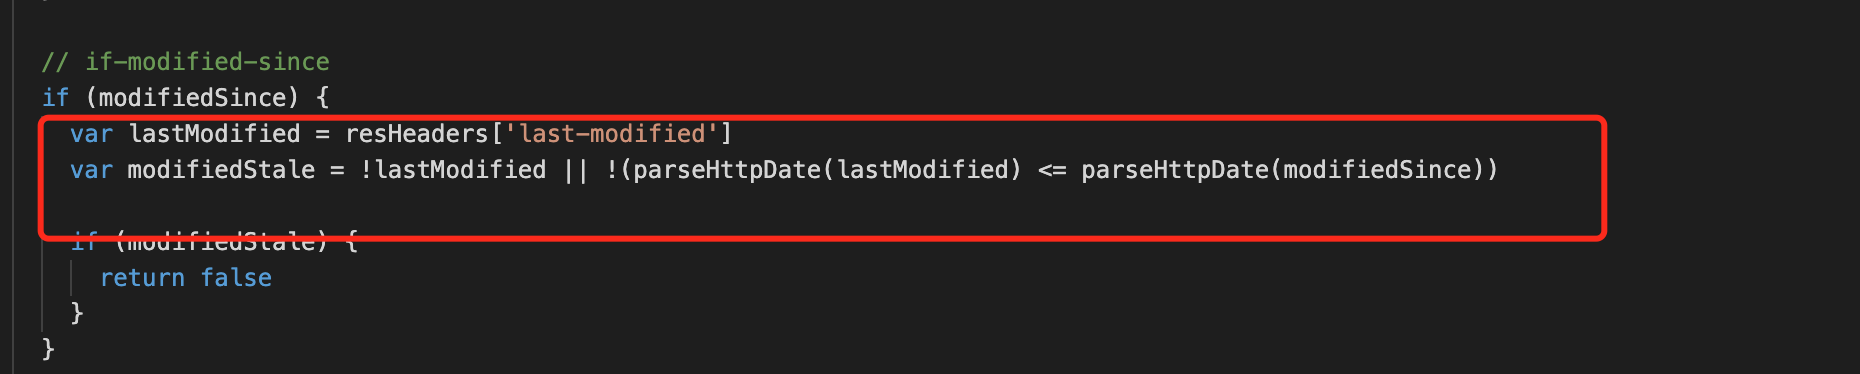 // if-modified-since
if (modifiedSince) {
var lastModified = resHeaders['last-modified']
var modifiedStale = !lastModified || !(parseHttpDate(lastModified) <= parseHttpDate(modifiedSince))
if (modifiedStale) {
return false
}
}